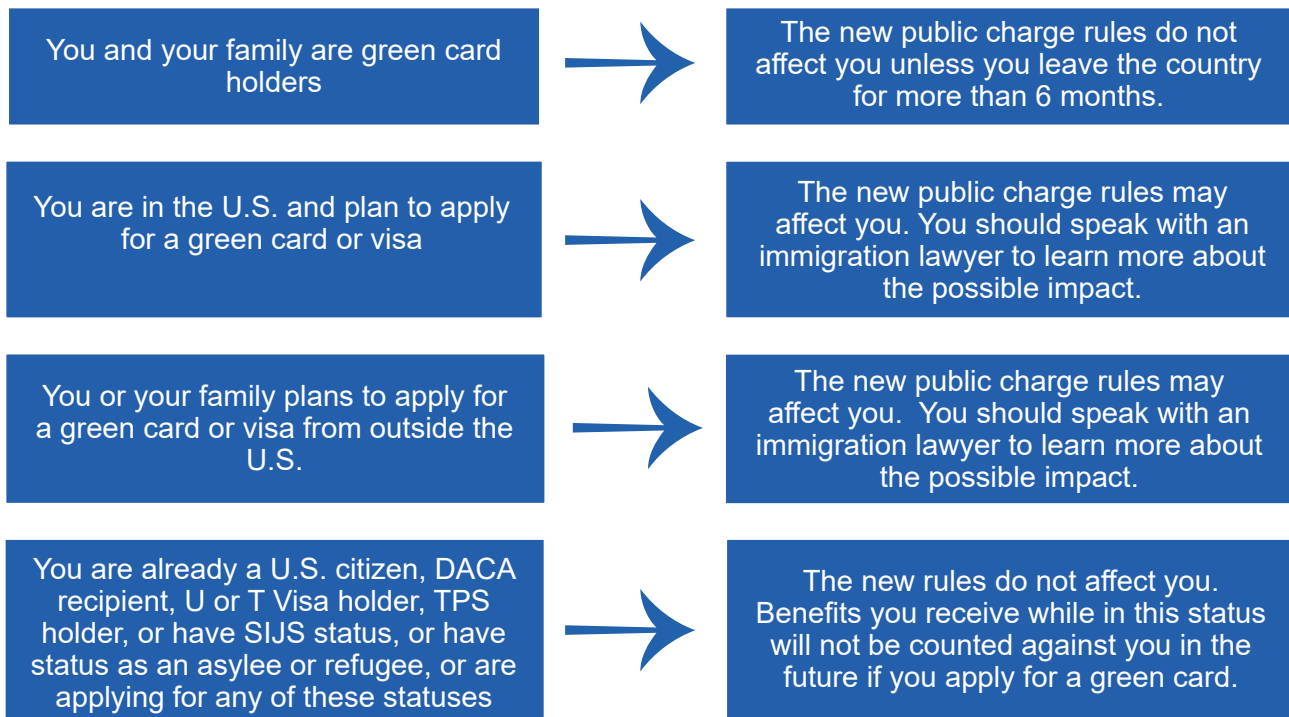 You and your family are green card
holders
The new public charge rules do not
affect you unless you leave the country
for more than 6 months.
You are in the U.S. and plan to apply
for a green card or visa
The new public charge rules may
affect you. You should speak with an
immigration lawyer to learn more about
the possible impact.
You or your family plans to apply for
a green card or visa from outside the
U.S.
The new public charge rules may
affect you.  You should speak with an
immigration lawyer to learn more about
the possible impact.
You are already a U.S. citizen, DACA
recipient, U or T Visa holder, TPS
holder, or have SIJS status, or have
status as an asylee or refugee, or are
applying for any of these statuses
The new rules do not affect you.
Benefits you receive while in this status
will not be counted against you in the
future if you apply for a green card.